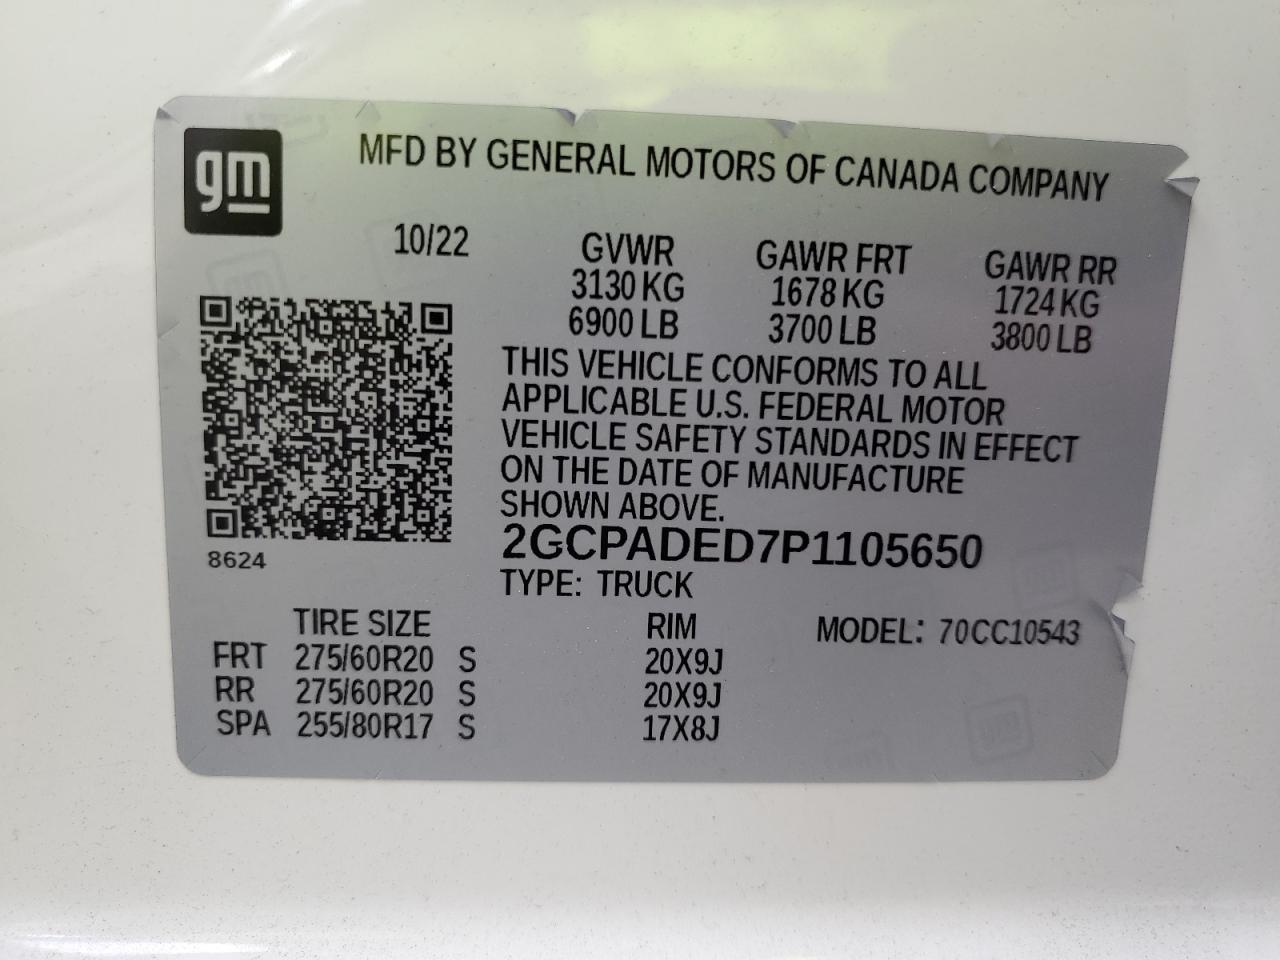 gm
MFD BY GENERAL MOTORS OF CANADA COMPANY
10/22 GVWR GAWR FRT GAWR RR
3130 KG 1678 KG 1724 KG
6900 LB 3700 LB 3800 LB
THIS VEHICLE CONFORMS TO ALL
APPLICABLE U.S. FEDERAL MOTOR
VEHICLE SAFETY STANDARDS IN EFFECT
ON THE DATE OF MANUFACTURE
SHOWN ABOVE.
2GCPADED7P1105650
8624
TYPE: TRUCK
TIRE SIZE RIM MODEL: 70CC10543
FRT 275/60R20 S 20X9J
RR 275/60R20 S 20X9J
SPA 255/80R17 S 17X8J